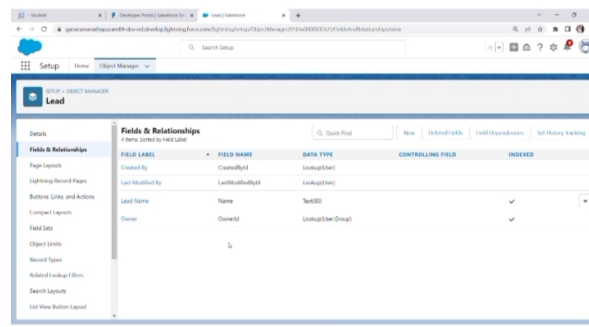 Student
Developer Portal | Salesforce De
Lead | Salesforce
Search Setup
Setup
Home
Object Manager
SETUP > OBJECT MANAGER
Lead
Details
Fields & Relationships
Page Layouts
Lightning Record Pages
Buttons, Links, and Actions
Compact Layouts
Field Sets
Object Limits
Record Types
Related Lookup Filters
Search Layouts
List View Button Layout
Fields & Relationships
4 Items, Sorted by Field Label
Quick Find
New
Deleted Fields
Field Dependencies
Set History Tracking
FIELD LABEL FIELD NAME DATA TYPE CONTROLLING FIELD INDEXED
Created By CreatedById Lookup(User)
Last Modified By LastModifiedById Lookup(User)
Lead Name Name Text(80)
Owner OwnerId Lookup(User,Group)